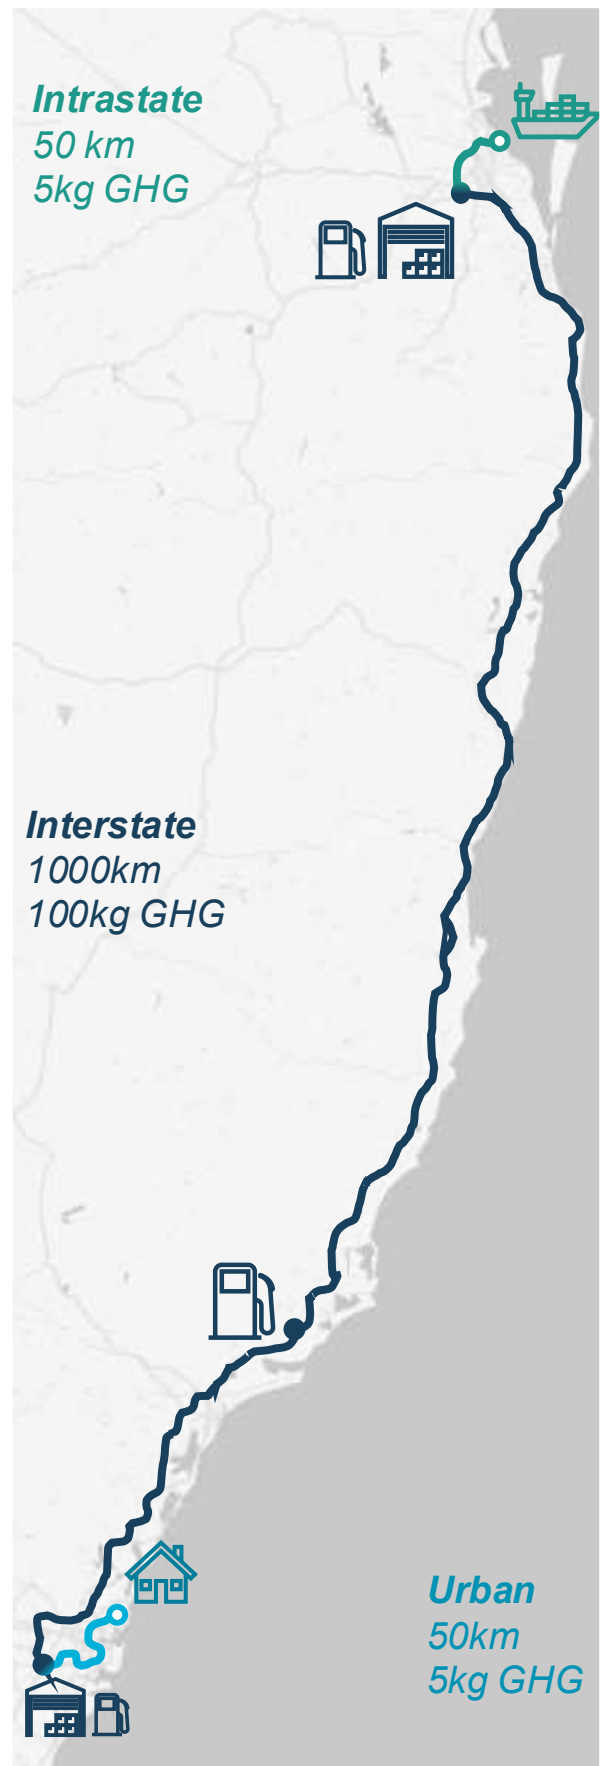 Intrastate
50 km
5kg GHG
Interstate
1000km
100kg GHG
Urban
50km
5kg GHG